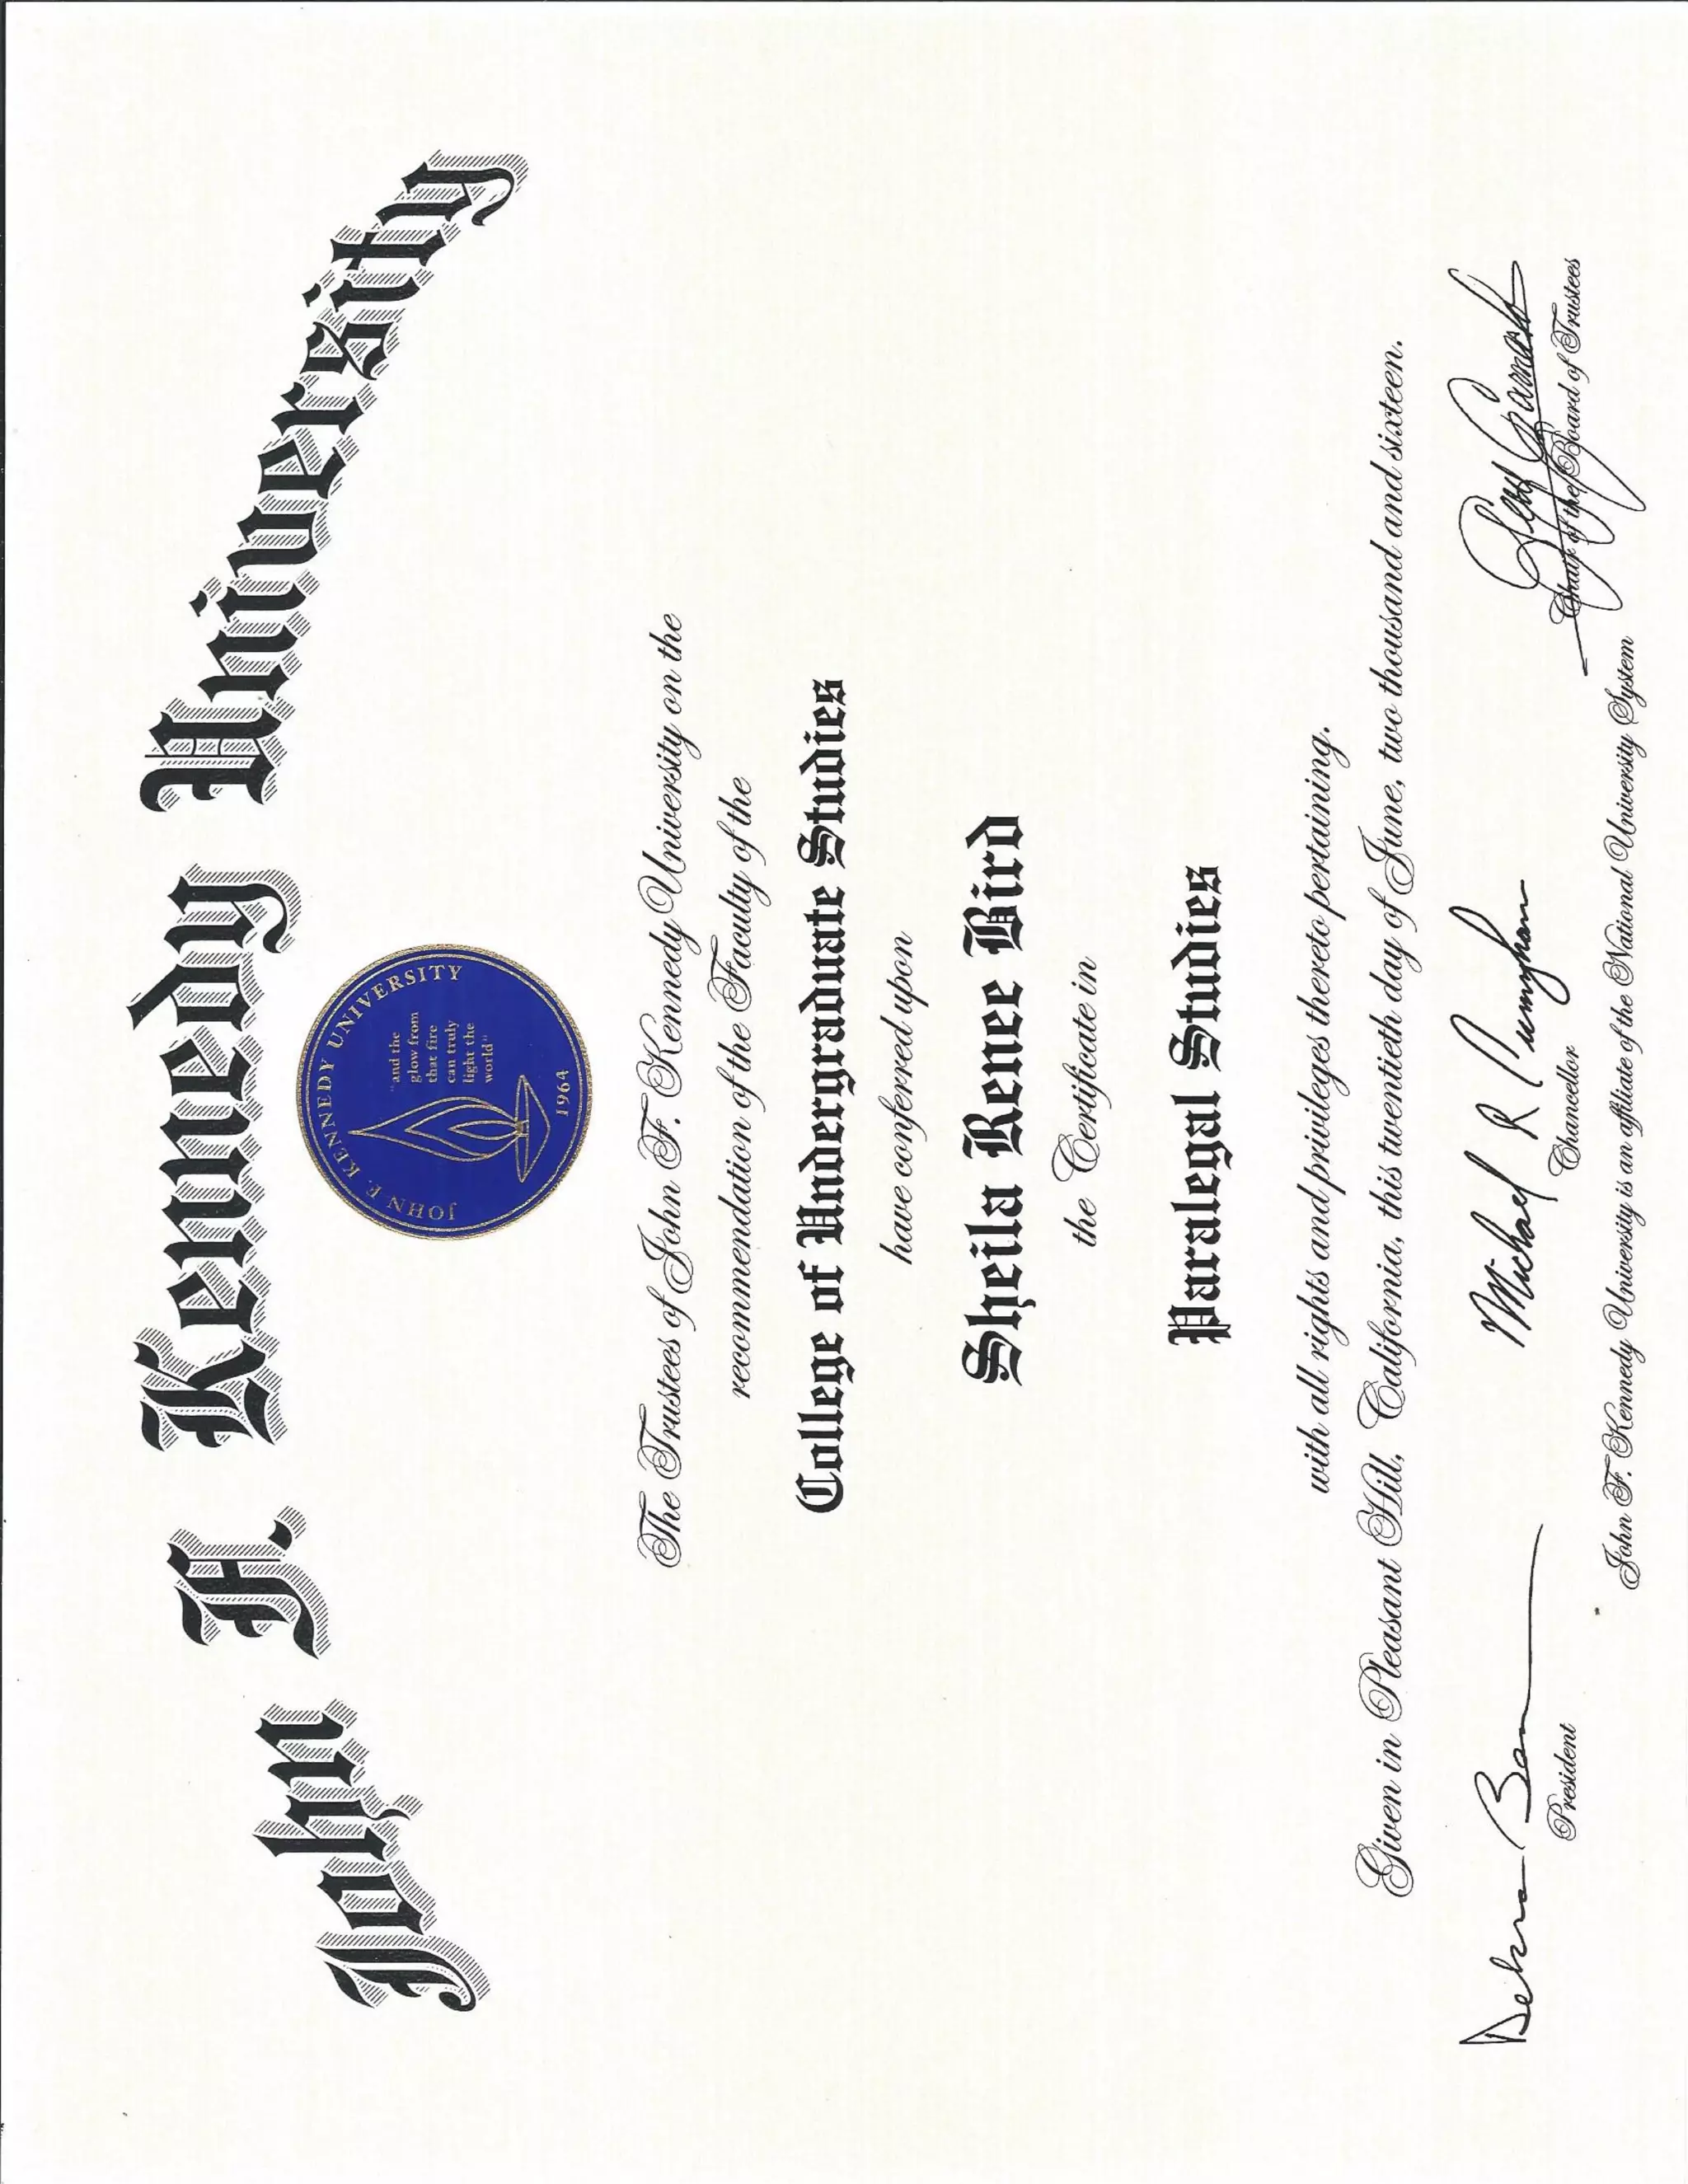 John F. Kennedy University
JOHN F. KENNEDY UNIVERSITY
"and the
glow from
that fire
can truly
light the
world"
1964
The Trustees of John F. Kennedy University on the
recommendation of the Faculty of the
College of Undergraduate Studies
have conferred upon
Sheila Renee Bird
the Certificate in
Paralegal Studies
with all rights and privileges thereto pertaining.
Given in Pleasant Hill, California, this twentieth day of June, two thousand and sixteen.
Debra Bean
Michael R Cunningham
President
Chancellor
Chair of the Board of Trustees
John F. Kennedy University is an affiliate of the National University System